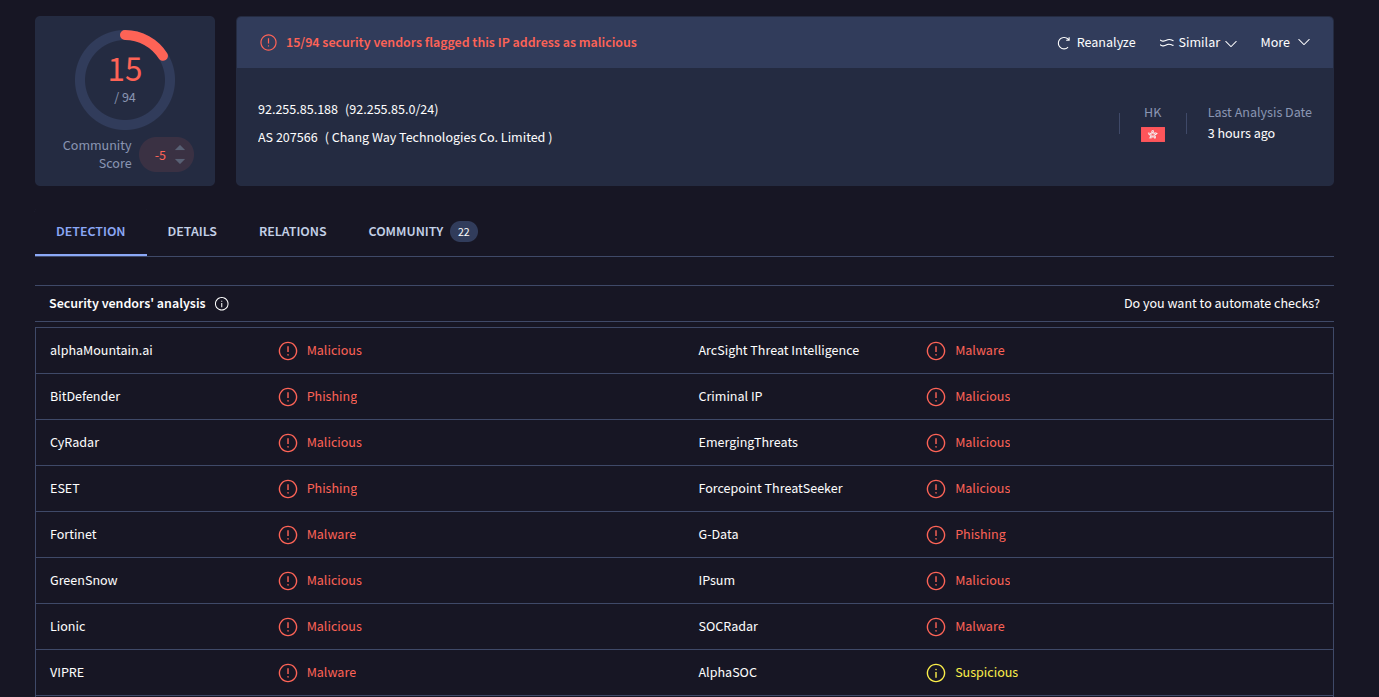 15
/ 94
Community
Score
-5
15/94 security vendors flagged this IP address as malicious
Reanalyze
Similar
More
92.255.85.188 (92.255.85.0/24)
AS 207566 ( Chang Way Technologies Co. Limited )
HK
Last Analysis Date
3 hours ago
DETECTION
DETAILS
RELATIONS
COMMUNITY 22
Security vendors' analysis
Do you want to automate checks?
alphaMountain.ai Malicious ArcSight Threat Intelligence Malware
BitDefender Phishing Criminal IP Malicious
CyRadar Malicious EmergingThreats Malicious
ESET Phishing Forcepoint ThreatSeeker Malicious
Fortinet Malware G-Data Phishing
GreenSnow Malicious IPsum Malicious
Lionic Malicious SOCRadar Malware
VIPRE Malware AlphaSOC Suspicious